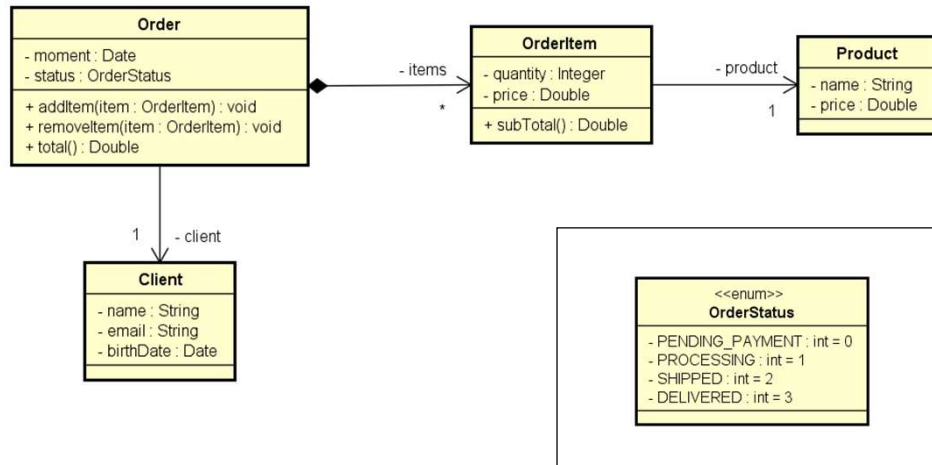 Order
- moment : Date
- status : OrderStatus
+ addItem(item : OrderItem) : void
+ removeItem(item : OrderItem) : void
+ total() : Double
- items
*
OrderItem
- quantity : Integer
- price : Double
+ subTotal() : Double
- product
1
Product
- name : String
- price : Double
1
- client
Client
- name : String
- email : String
- birthDate : Date
<<enum>>
OrderStatus
- PENDING_PAYMENT : int = 0
- PROCESSING : int = 1
- SHIPPED : int = 2
- DELIVERED : int = 3